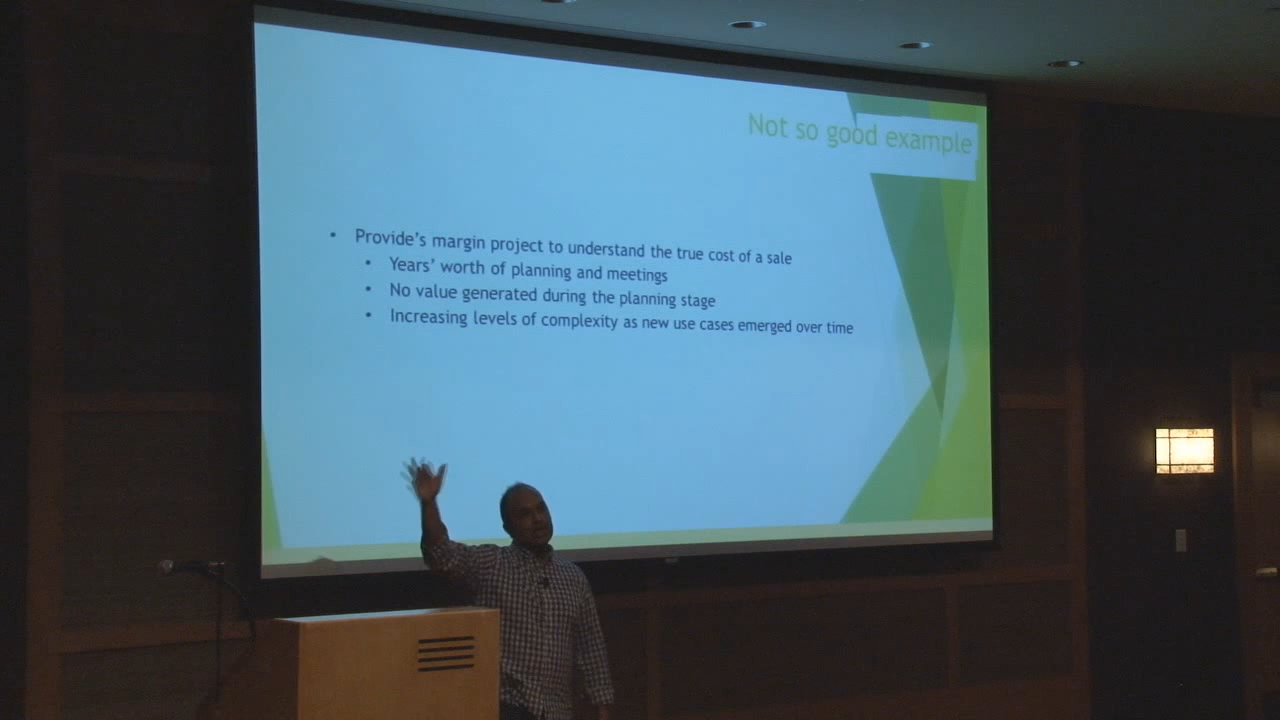 Not so good example
• Provide's margin project to understand the true cost of a sale
• Years' worth of planning and meetings
• No value generated during the planning stage
• Increasing levels of complexity as new use cases emerged over time